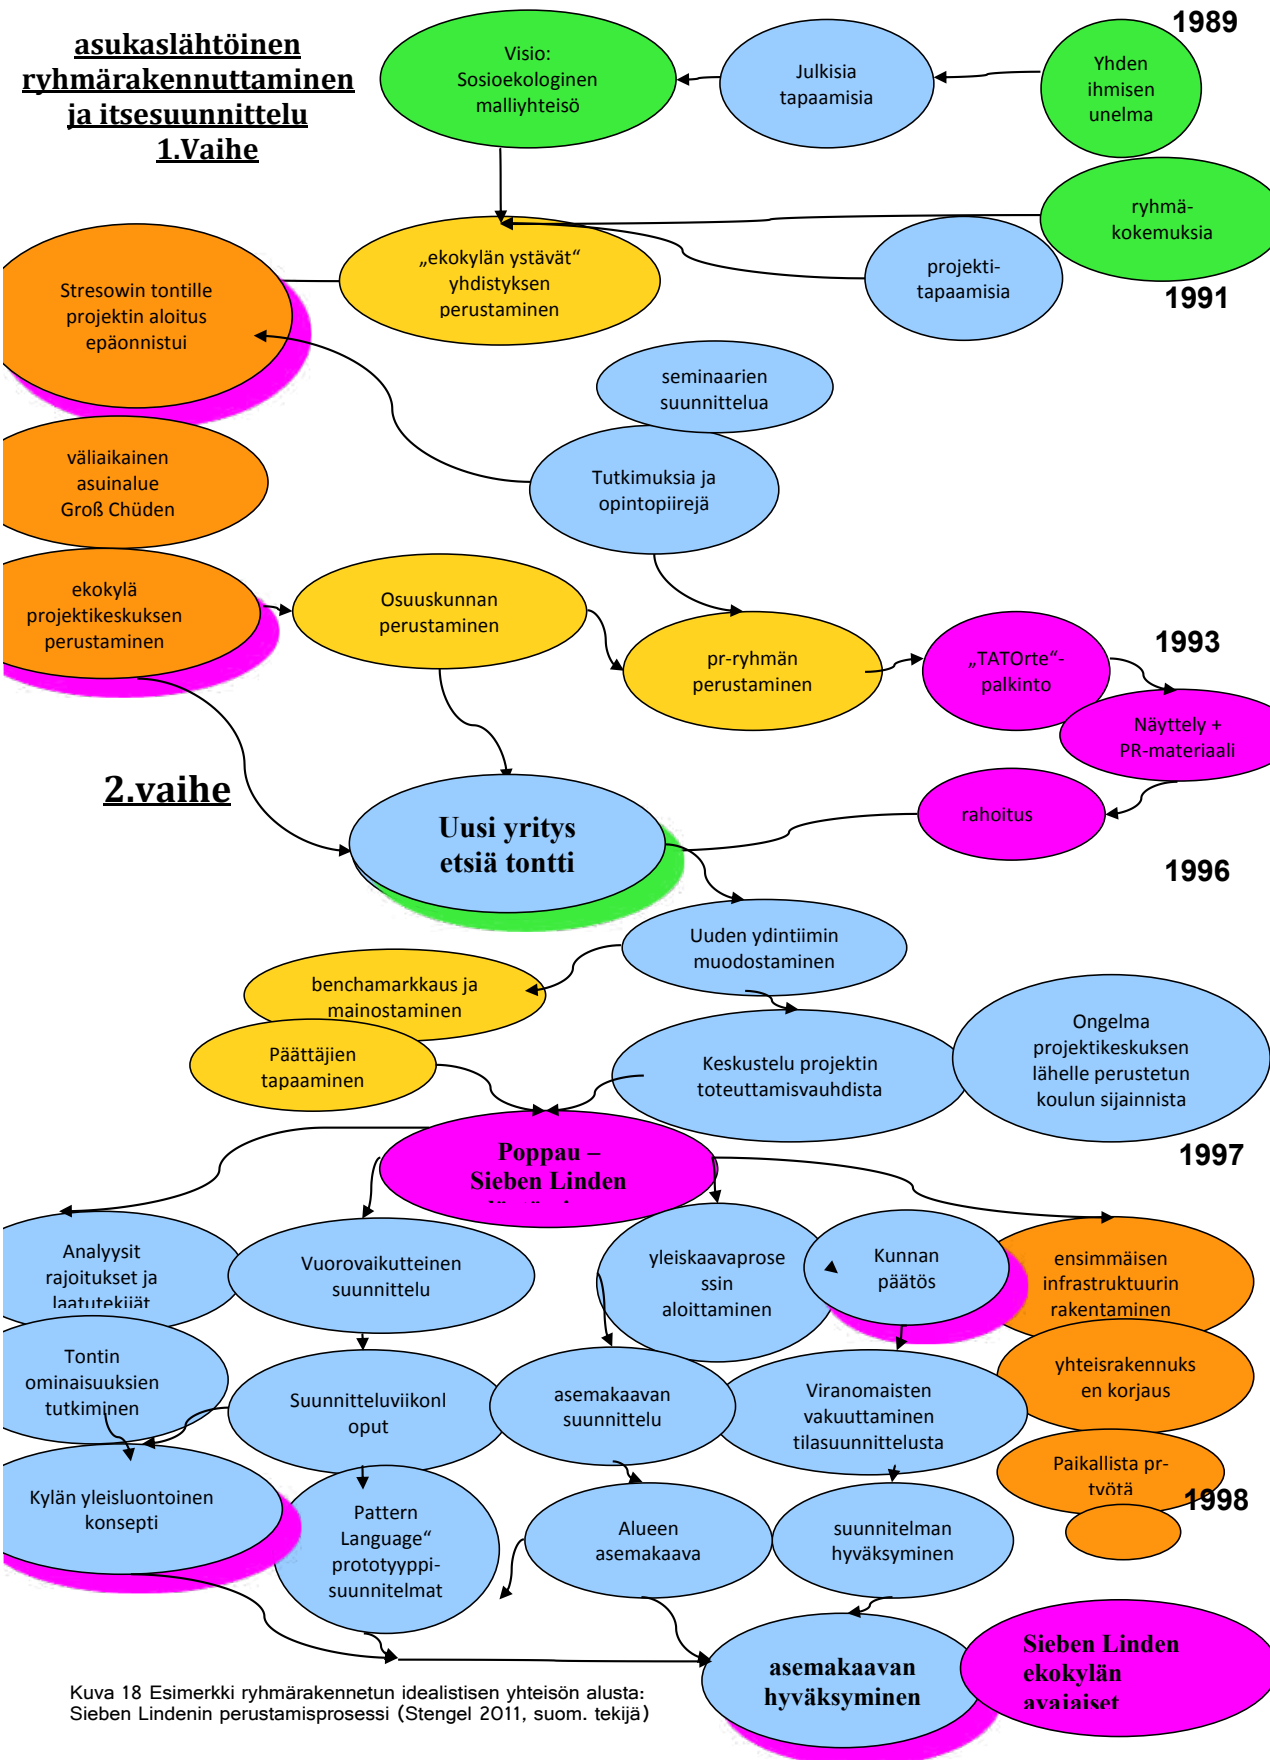 1989
asukaslähtöinen
ryhmärakennuttaminen
ja itsesuunnittelu
1.Vaihe
Visio:
Sosioekologinen
malliyhteisö
Julkisia
tapaamisia
Yhden
ihmisen
unelma
ryhmä-
kokemuksia
projekti-
tapaamisia
1991
„ekokylän ystävät“
yhdistyksen
perustaminen
Stresowin tontille
projektin aloitus
epäonnistui
seminaarien
suunnittelua
Tutkimuksia ja
opintopiirejä
väliaikainen
asuinalue
Groß Chüden
ekokylä
projektikeskuksen
perustaminen
Osuuskunnan
perustaminen
pr-ryhmän
perustaminen
„TATOrte“-
palkinto
1993
Näyttely +
PR-materiaali
2.vaihe
Uusi yritys
etsiä tontti
rahoitus
1996
Uuden ydintiimin
muodostaminen
benchamarkkaus ja
mainostaminen
Päättäjien
tapaaminen
Keskustelu projektin
toteuttamisvauhdista
Ongelma
projektikeskuksen
lähelle perustetun
koulun sijainnista
1997
Poppau –
Sieben Linden
Analyysit
rajoitukset ja
laatutekijät
Vuorovaikutteinen
suunnittelu
yleiskaavaprose
ssin
aloittaminen
Kunnan
päätös
ensimmäisen
infrastruktuurin
rakentaminen
Tontin
ominaisuuksien
tutkiminen
Suunnitteluviikonl
oput
asemakaavan
suunnittelu
Viranomaisten
vakuuttaminen
tilasuunnittelusta
yhteisrakennuks
en korjaus
Paikallista pr-
työtä
1998
Kylän yleisluontoinen
konsepti
Pattern
Language“
prototyyppi-
suunnitelmat
Alueen
asemakaava
suunnitelman
hyväksyminen
asemakaavan
hyväksyminen
Sieben Linden
ekokylän
avajaiset
Kuva 18 Esimerkki ryhmärakennetun idealistisen yhteisön alusta:
Sieben Lindenin perustamisprosessi (Stengel 2011, suom. tekijä)